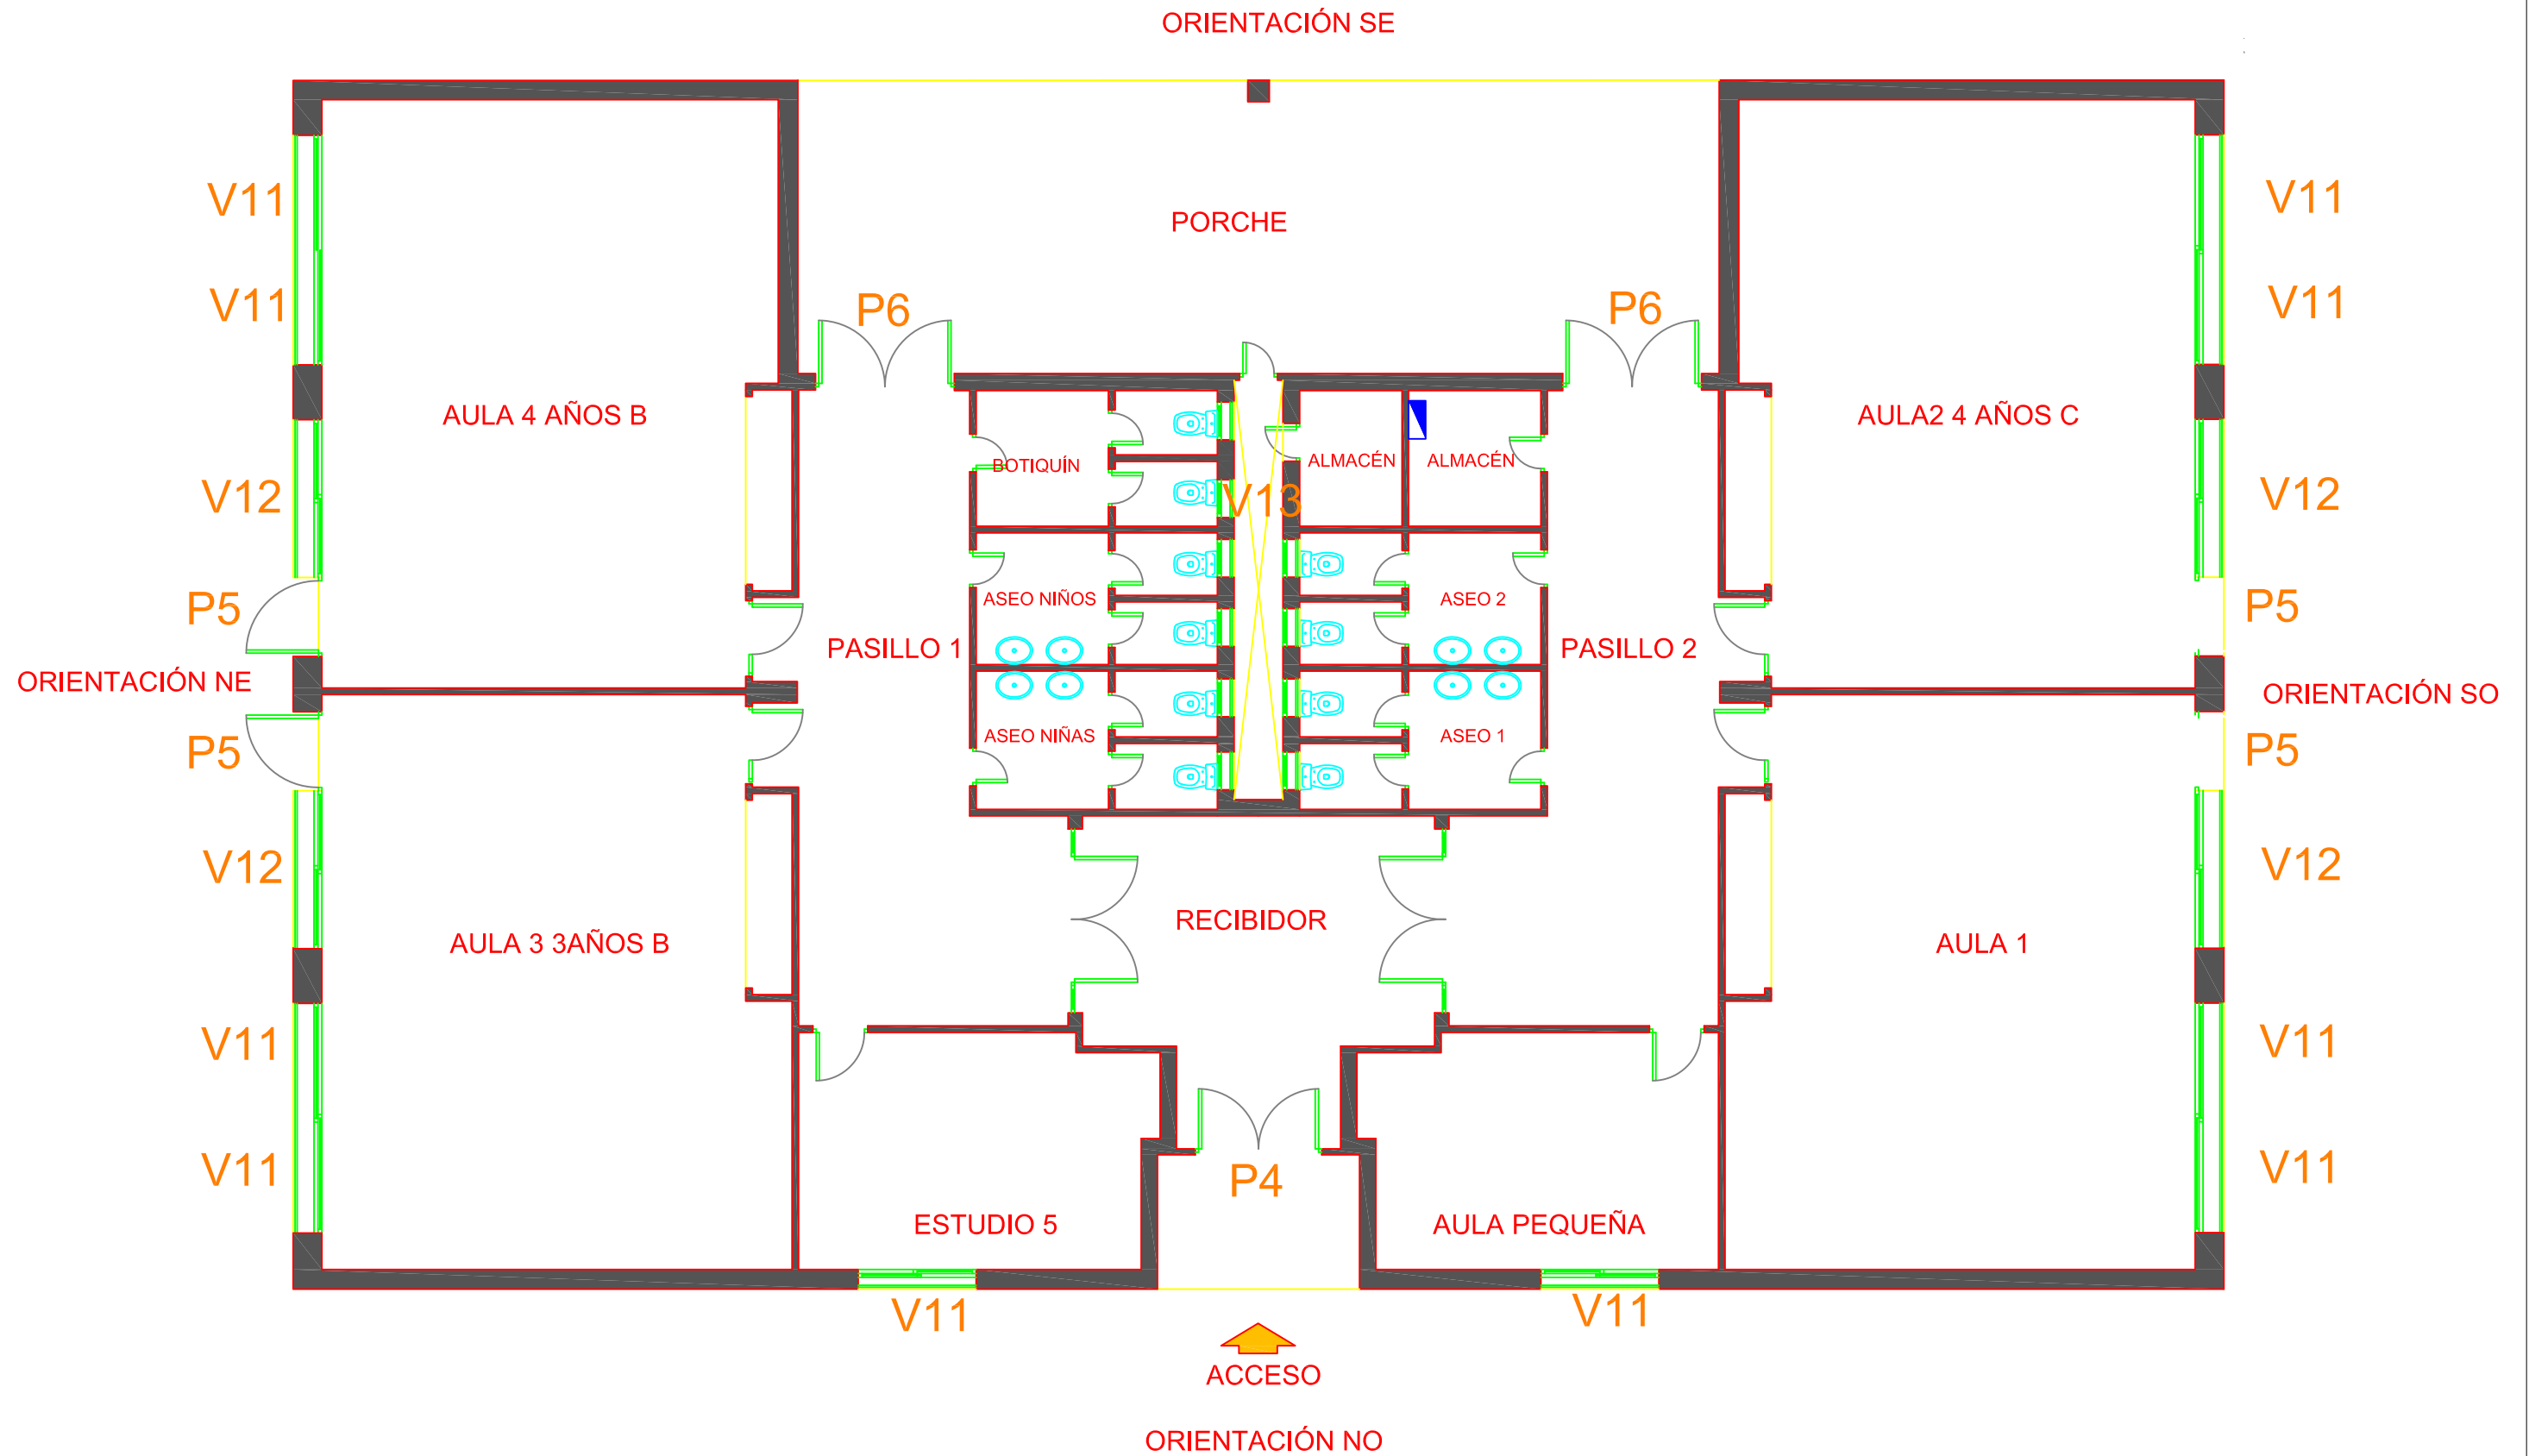 ORIENTACIÓN SE
V11
V11
PORCHE
V11
P6
P6
V11
AULA 4 AÑOS B
AULA2 4 AÑOS C
BOTIQUÍN
ALMACÉN
ALMACÉN
V12
V13
V12
P5
ASEO NIÑOS
ASEO 2
P5
PASILLO 1
PASILLO 2
ORIENTACIÓN NE
ORIENTACIÓN SO
P5
ASEO NIÑAS
ASEO 1
P5
V12
V12
RECIBIDOR
AULA 3 3AÑOS B
AULA 1
V11
V11
V11
P4
V11
ESTUDIO 5
AULA PEQUEÑA
V11
V11
ACCESO
ORIENTACIÓN NO